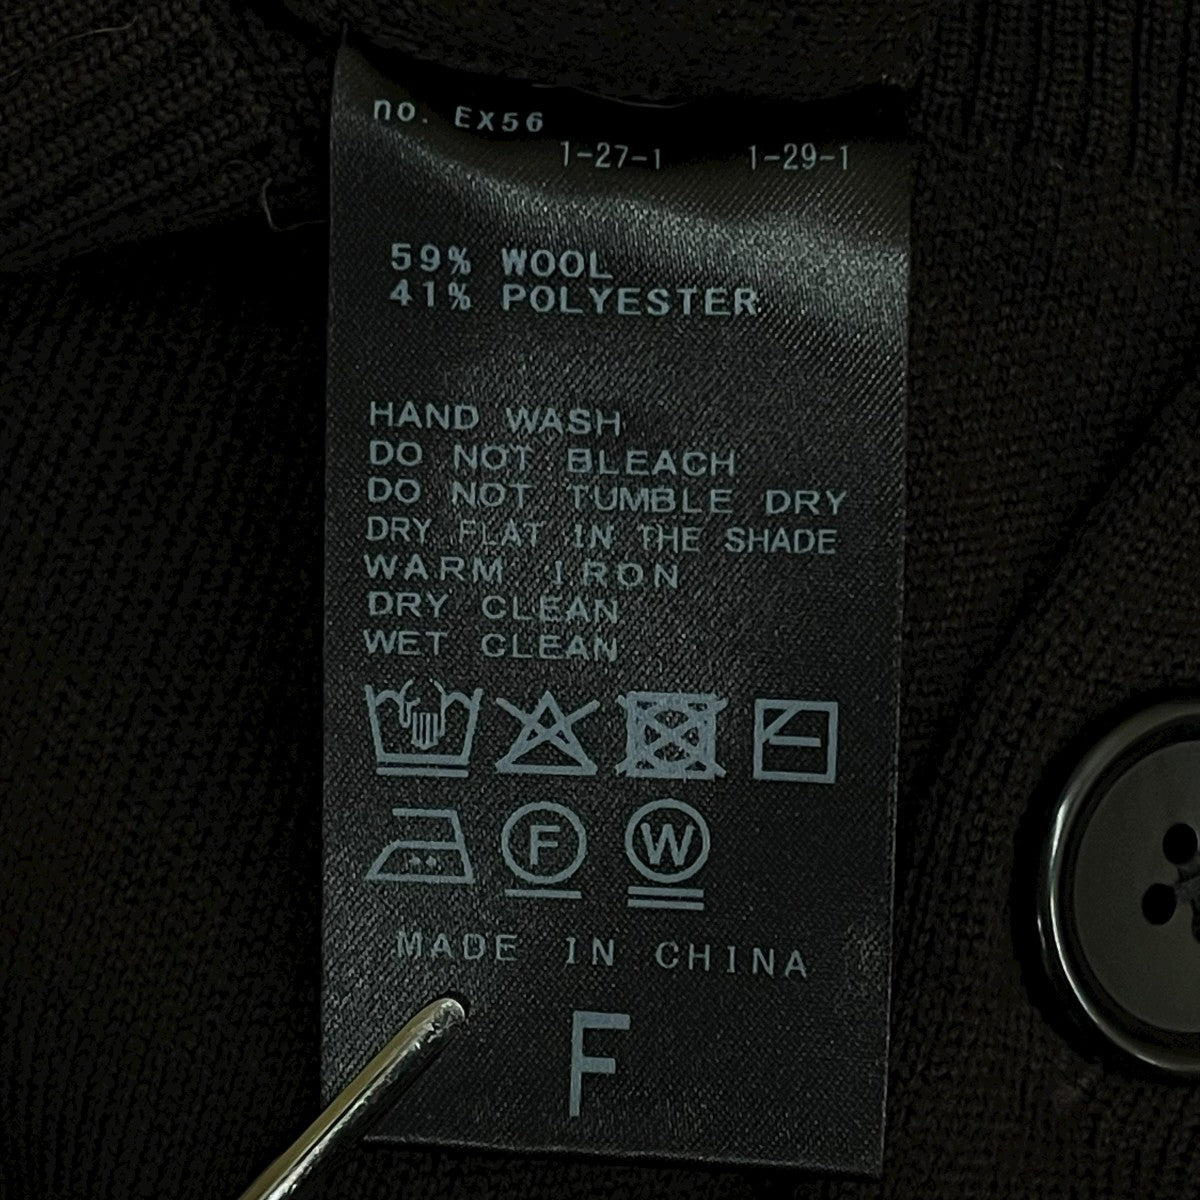 no. EX56
1-27-1 1-29-1
59% WOOL
41% POLYESTER
HAND WASH
DO NOT BLEACH
DO NOT TUMBLE DRY
DRY FLAT IN THE SHADE
WARM IRON
DRY CLEAN
WET CLEAN
F W
MADE IN CHINA
F